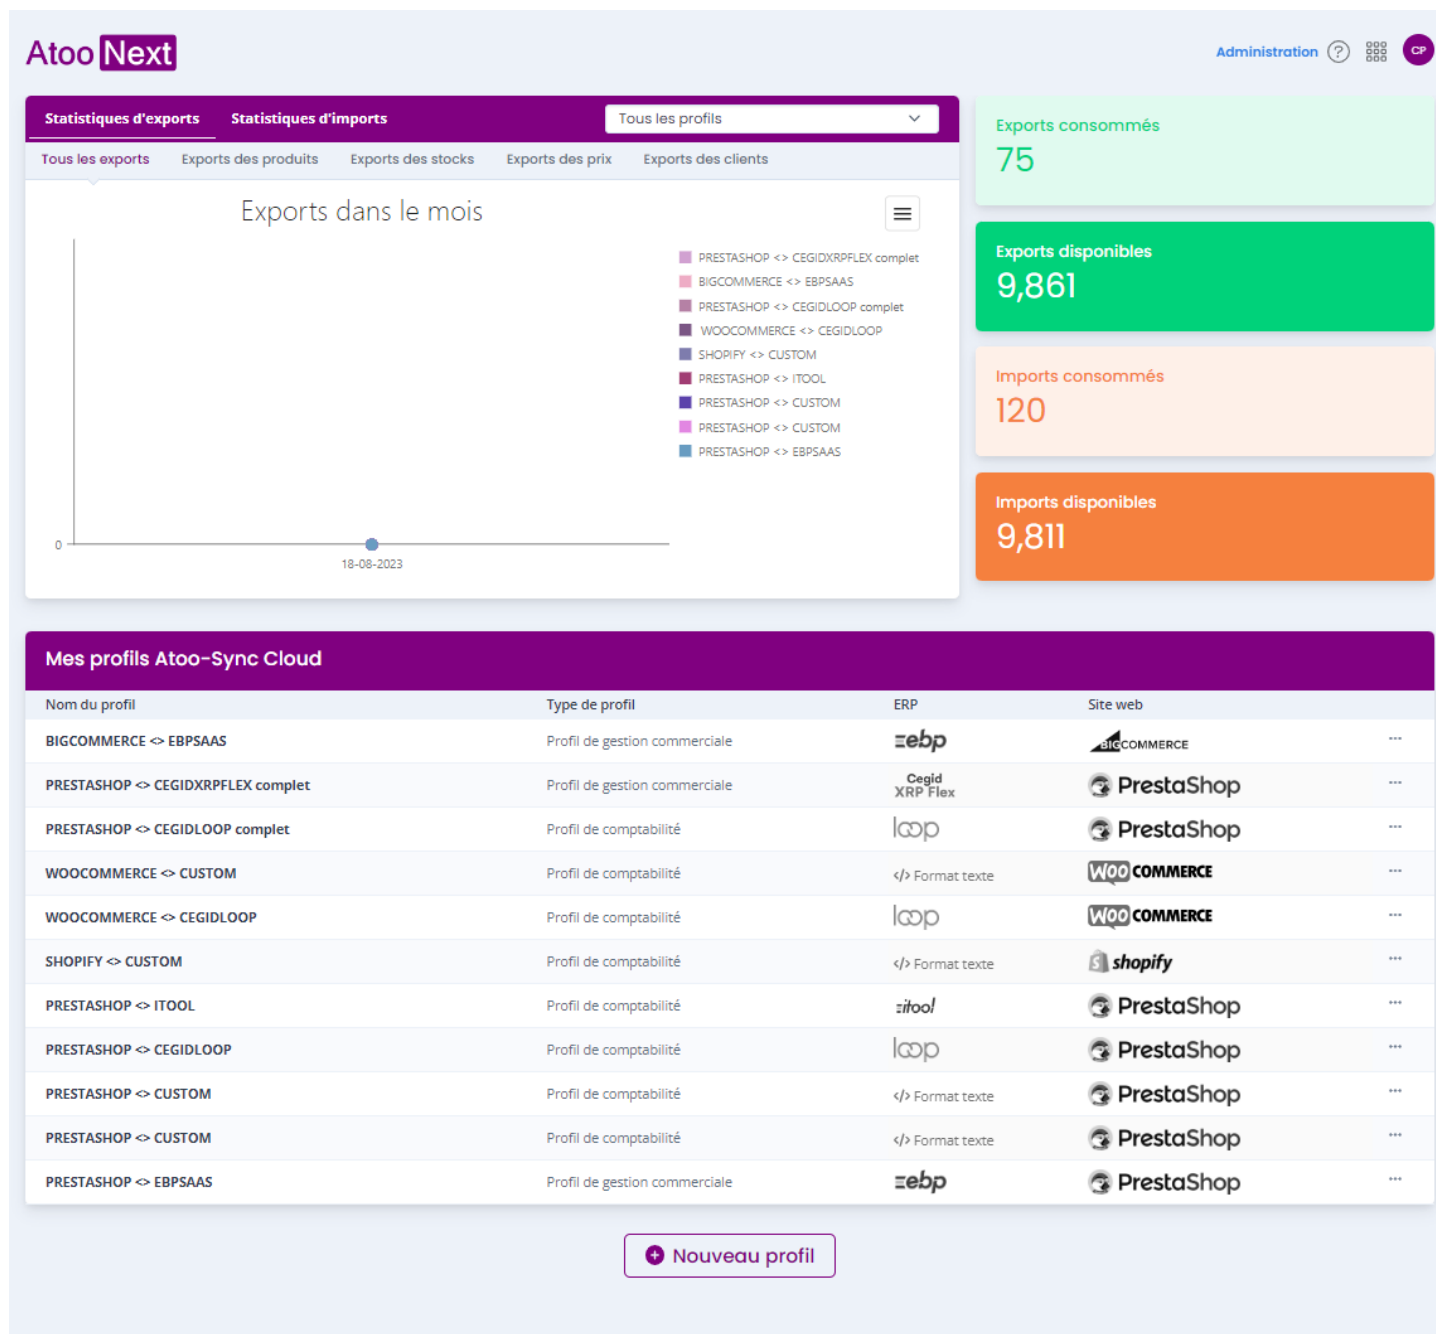 Atoo Next
Administration ? CP
Statistiques d'exports Statistiques d'imports Tous les profils
Tous les exports Exports des produits Exports des stocks Exports des prix Exports des clients
Exports dans le mois
PRESTASHOP <> CEGIDXRPFLEX complet
BIGCOMMERCE <> EBPSAAS
PRESTASHOP <> CEGIDLOOP complet
WOOCOMMERCE <> CEGIDLOOP
SHOPIFY <> CUSTOM
PRESTASHOP <> ITOOL
PRESTASHOP <> CUSTOM
PRESTASHOP <> CUSTOM
PRESTASHOP <> EBPSAAS
0
18-08-2023
Exports consommés
75
Exports disponibles
9,861
Imports consommés
120
Imports disponibles
9,811
Mes profils Atoo-Sync Cloud
Nom du profil Type de profil ERP Site web
BIGCOMMERCE <> EBPSAAS Profil de gestion commerciale ebp BIGCOMMERCE ...
PRESTASHOP <> CEGIDXRPFLEX complet Profil de gestion commerciale Cegid XRP Flex PrestaShop ...
PRESTASHOP <> CEGIDLOOP complet Profil de comptabilité loop PrestaShop ...
WOOCOMMERCE <> CUSTOM Profil de comptabilité </> Format texte WOO COMMERCE ...
WOOCOMMERCE <> CEGIDLOOP Profil de comptabilité loop WOO COMMERCE ...
SHOPIFY <> CUSTOM Profil de comptabilité </> Format texte shopify ...
PRESTASHOP <> ITOOL Profil de comptabilité itool PrestaShop ...
PRESTASHOP <> CEGIDLOOP Profil de comptabilité loop PrestaShop ...
PRESTASHOP <> CUSTOM Profil de comptabilité </> Format texte PrestaShop ...
PRESTASHOP <> CUSTOM Profil de comptabilité </> Format texte PrestaShop ...
PRESTASHOP <> EBPSAAS Profil de gestion commerciale ebp PrestaShop ...
Nouveau profil